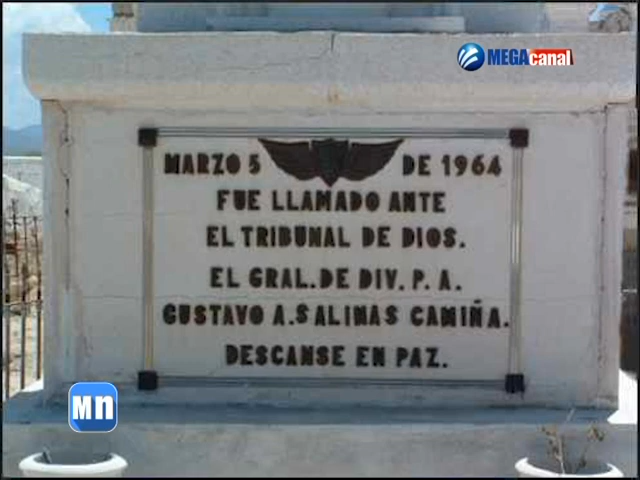 MEGAcanal
MARZO 5 DE 1964
FUE LLAMADO ANTE
EL TRIBUNAL DE DIOS.
EL GRAL. DE DIV. P. A.
GUSTAVO A. SALINAS CAMIÑA.
DESCANSE EN PAZ.
Mn